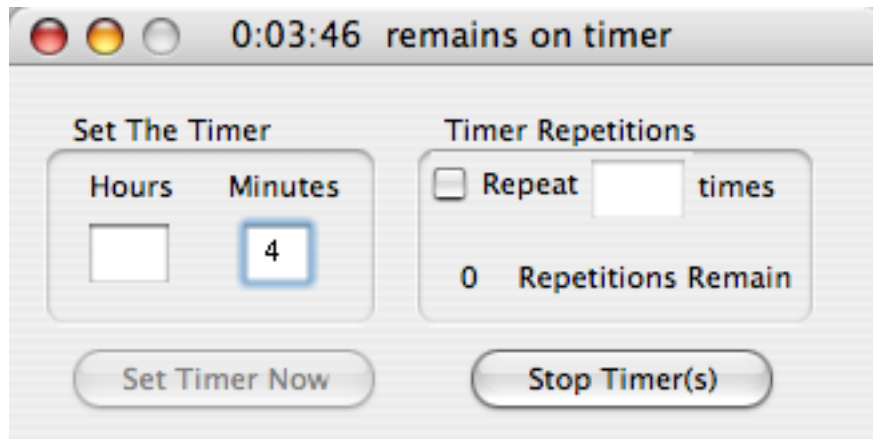 0:03:46 remains on timer
Set The Timer
Hours Minutes
4
Set Timer Now
Timer Repetitions
Repeat times
0 Repetitions Remain
Stop Timer(s)